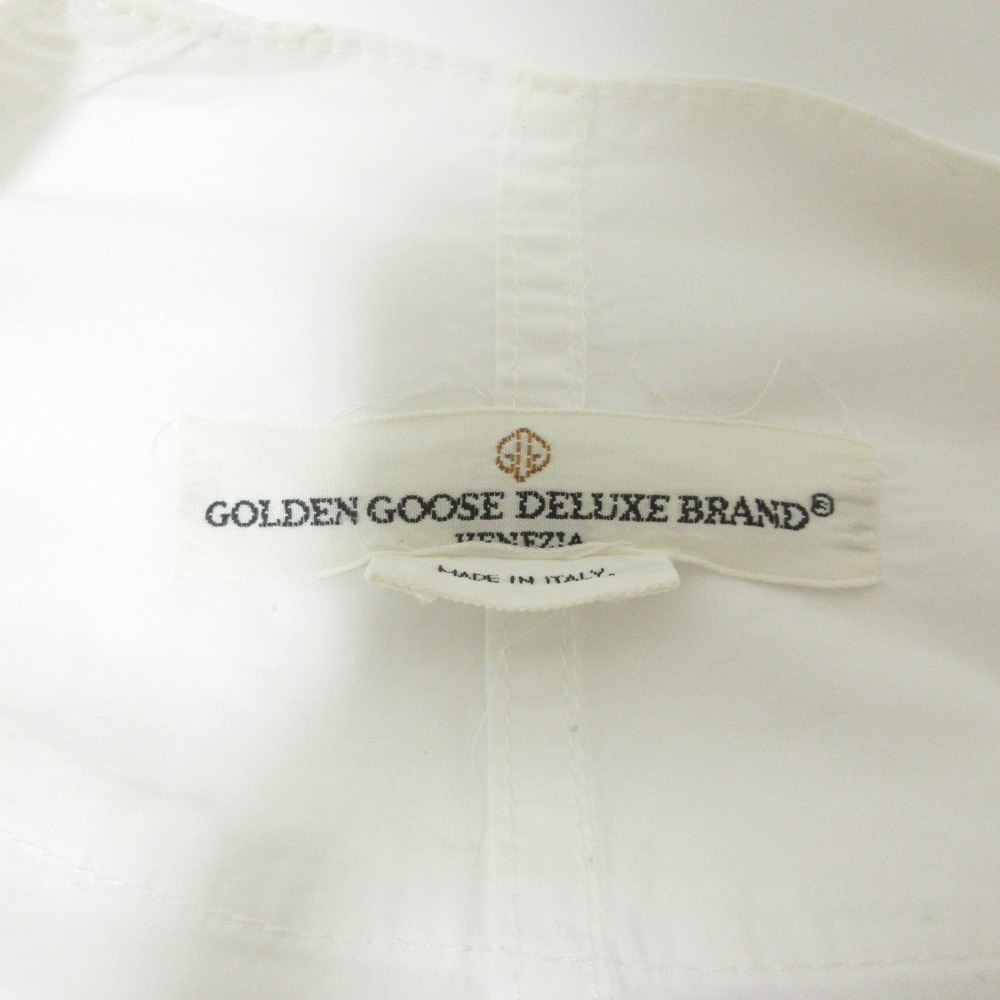 GOLDEN GOOSE DELUXE BRAND®
VENEZIA
MADE IN ITALY.